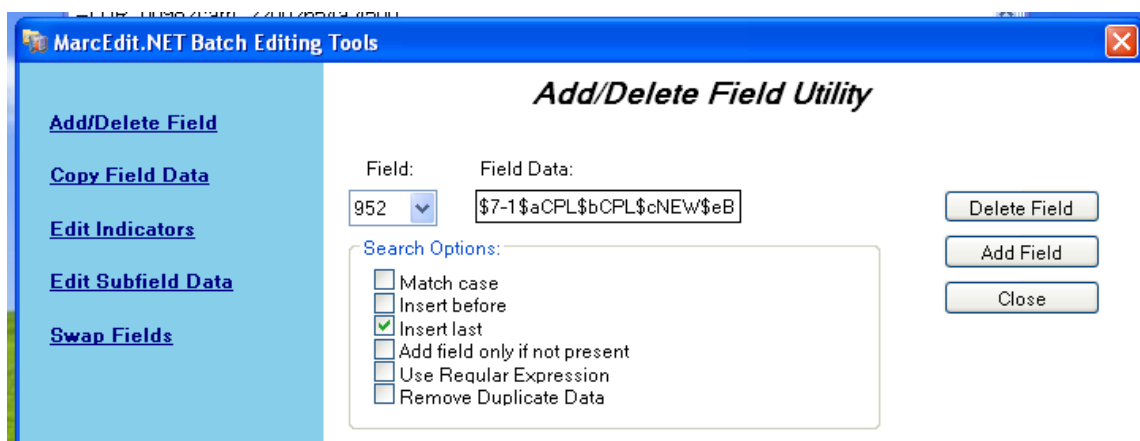 MarcEdit.NET Batch Editing Tools
Add/Delete Field Utility
Add/Delete Field
Copy Field Data
Edit Indicators
Edit Subfield Data
Swap Fields
Field: Field Data:
952 $7-1$aCPL$bCPL$cNEW$eB
Delete Field
Add Field
Close
Search Options:
Match case
Insert before
Insert last
Add field only if not present
Use Regular Expression
Remove Duplicate Data